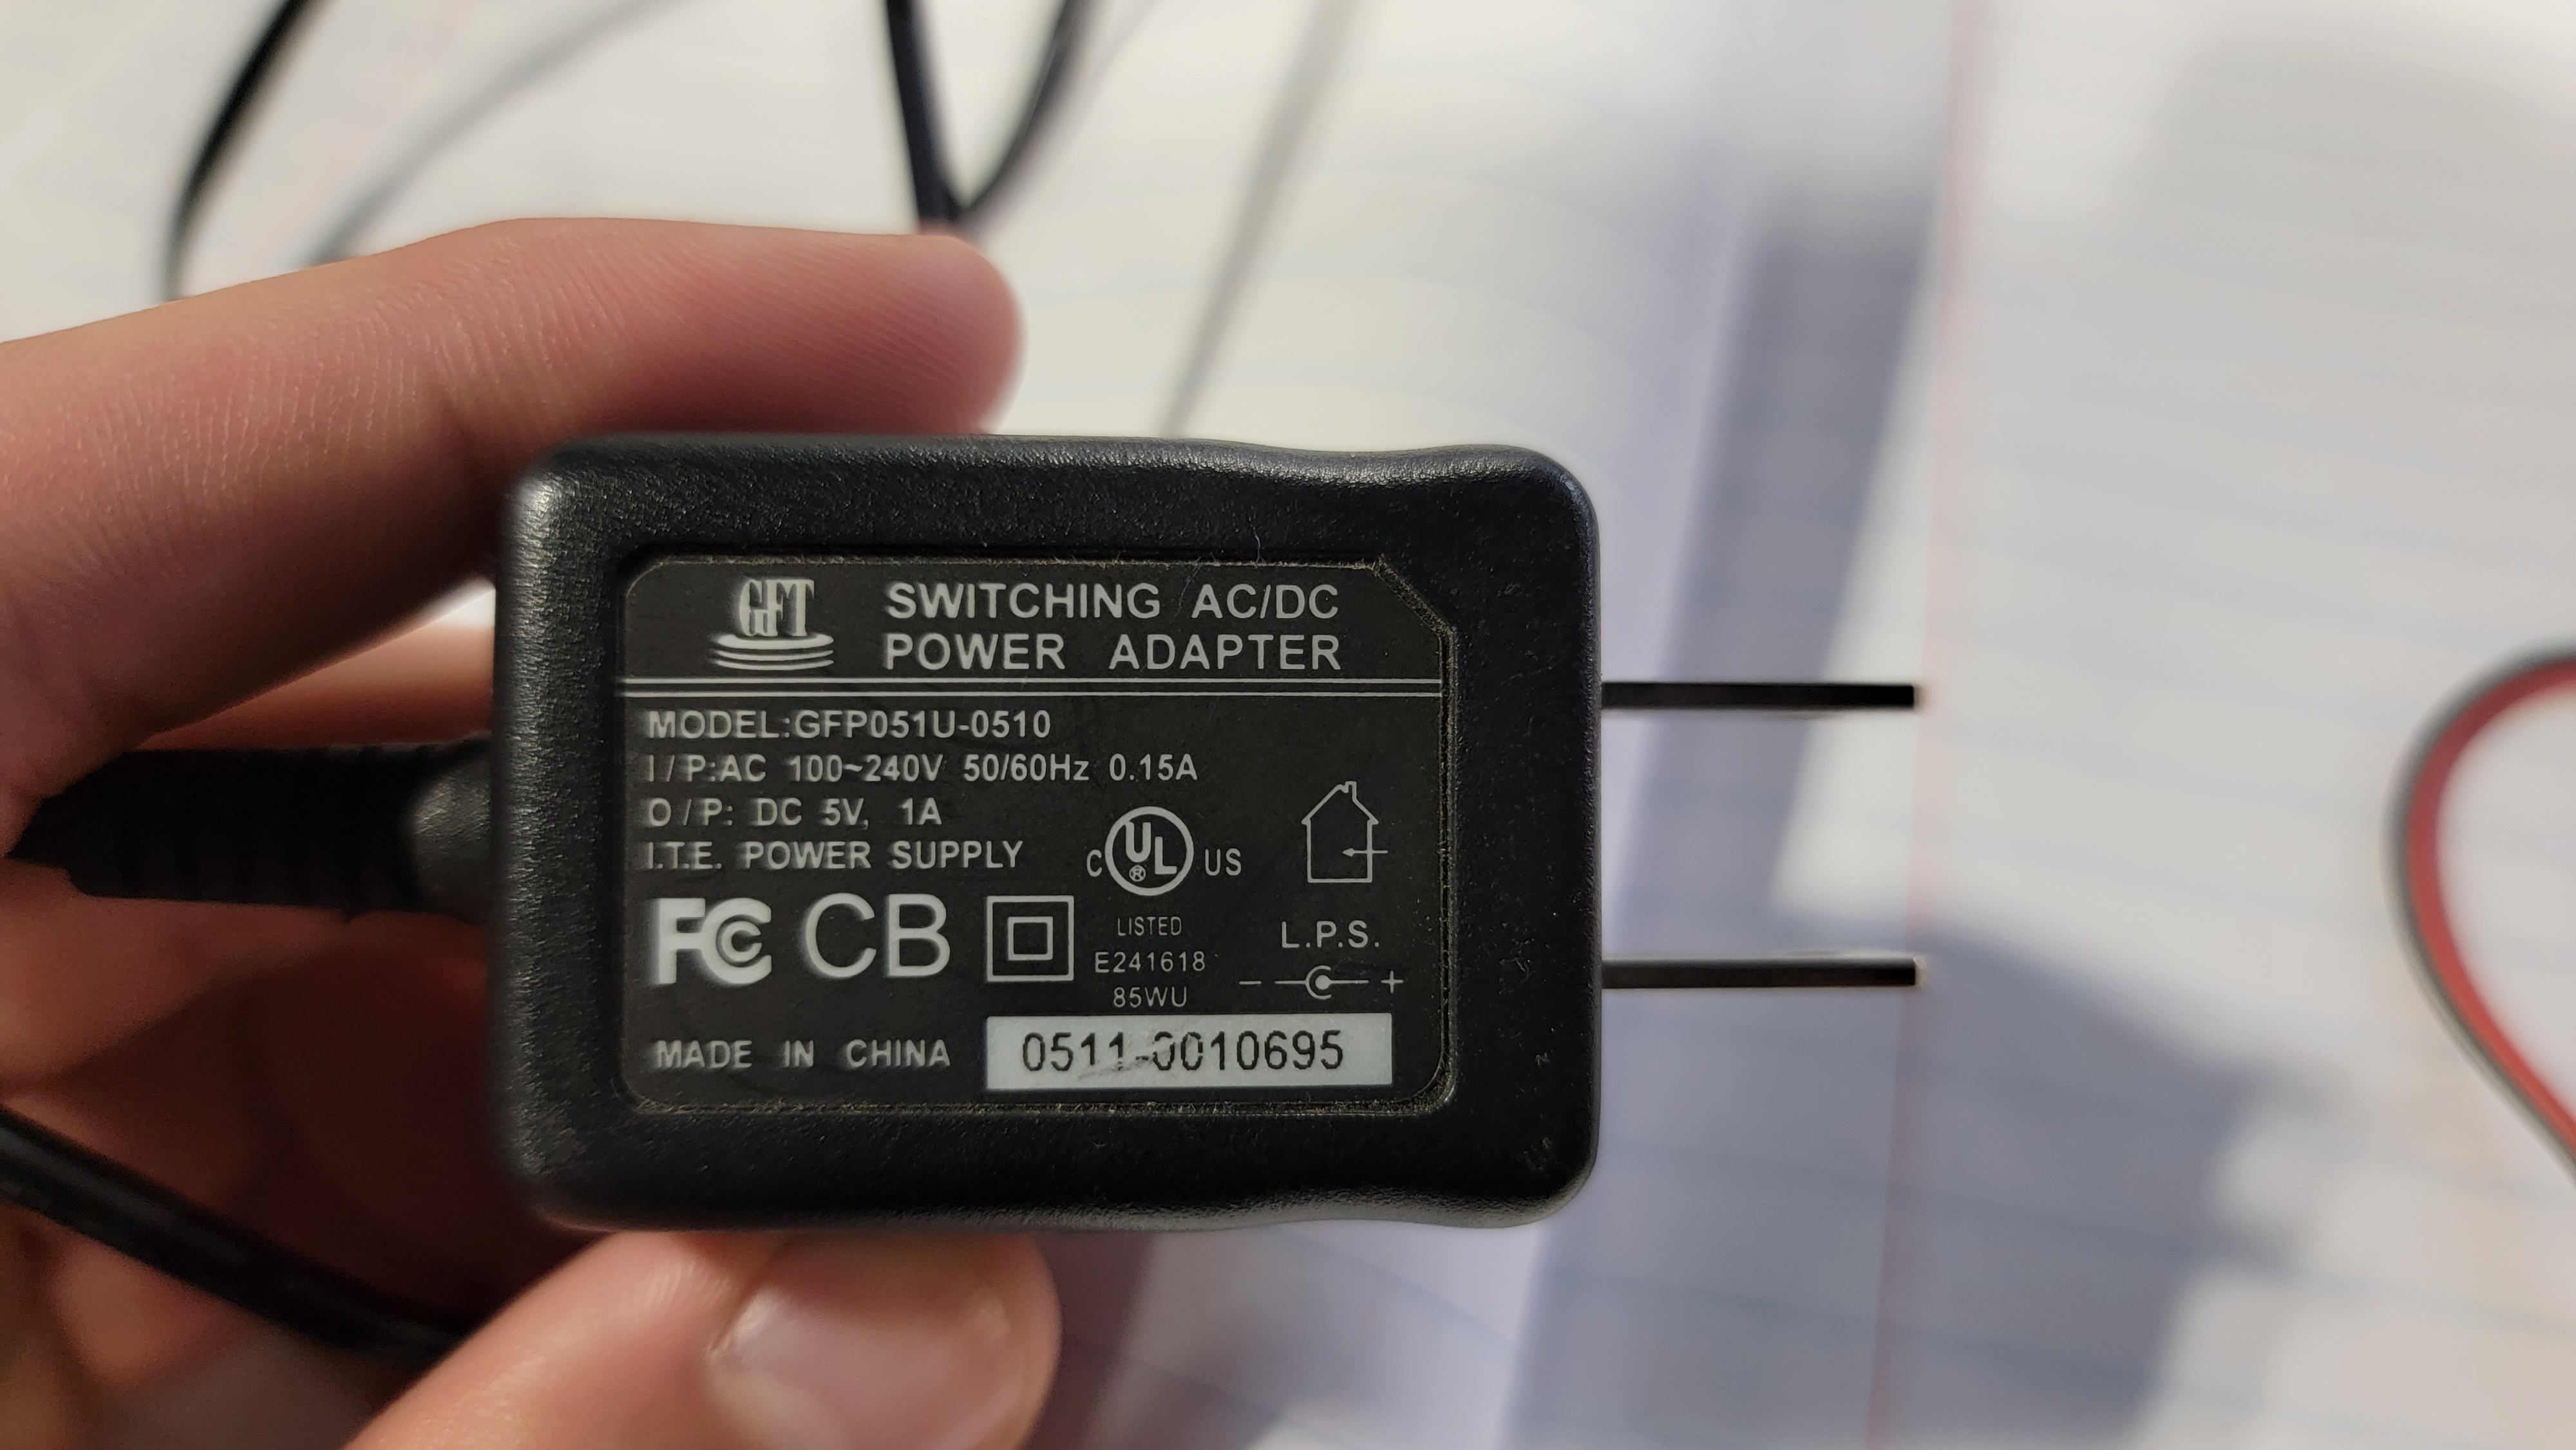 GFT
SWITCHING AC/DC
POWER ADAPTER
MODEL:GFP051U-0510
I/P:AC 100~240V 50/60Hz 0.15A
O/P: DC 5V, 1A
I.T.E. POWER SUPPLY
C UL® US
FC CB
LISTED
E241618
85WU
L.P.S.
- +
MADE IN CHINA
0511-0010695